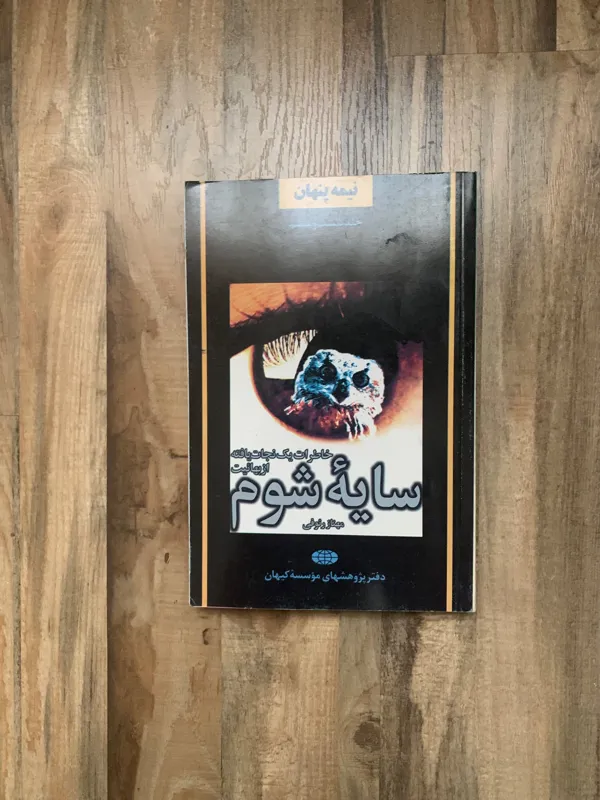 نیمه پنهان
خاطرات یک نجات یافته
از بهائیت
سایهٔ شوم
مهناز رئوفی
دفتر پژوهشهای مؤسسهٔ کیهان